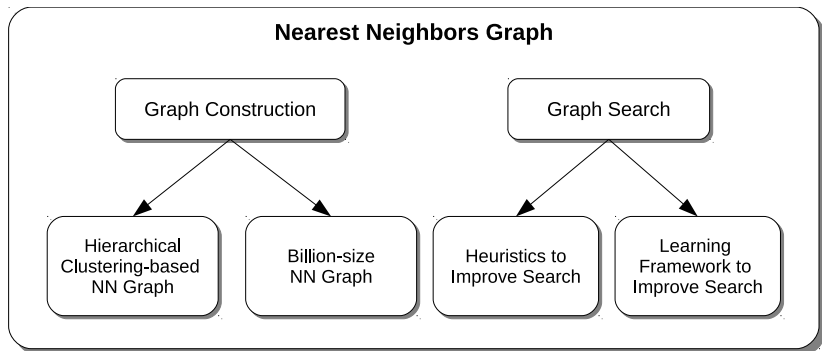 Nearest Neighbors Graph
Graph Construction
Graph Search
Hierarchical
Clustering-based
NN Graph
Billion-size
NN Graph
Heuristics to
Improve Search
Learning
Framework to
Improve Search